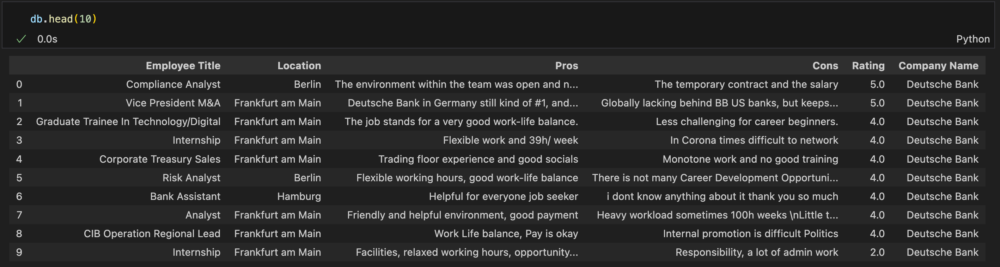 db.head(10)
0.0s Python
Employee Title Location Pros Cons Rating Company Name
0 Compliance Analyst Berlin The environment within the team was open and n... The temporary contract and the salary 5.0 Deutsche Bank
1 Vice President M&A Frankfurt am Main Deutsche Bank in Germany still kind of #1, and... Globally lacking behind BB US banks, but keeps... 5.0 Deutsche Bank
2 Graduate Trainee In Technology/Digital Frankfurt am Main The job stands for a very good work-life balance. Less challenging for career beginners. 4.0 Deutsche Bank
3 Internship Frankfurt am Main Flexible work and 39h/ week In Corona times difficult to network 4.0 Deutsche Bank
4 Corporate Treasury Sales Frankfurt am Main Trading floor experience and good socials Monotone work and no good training 4.0 Deutsche Bank
5 Risk Analyst Berlin Flexible working hours, good work-life balance There is not many Career Development Opportuni... 4.0 Deutsche Bank
6 Bank Assistant Hamburg Helpful for everyone job seeker i dont know anything about it thank you so much 4.0 Deutsche Bank
7 Analyst Frankfurt am Main Friendly and helpful environment, good payment Heavy workload sometimes 100h weeks \nLittle t... 4.0 Deutsche Bank
8 CIB Operation Regional Lead Frankfurt am Main Work Life balance, Pay is okay Internal promotion is difficult Politics 4.0 Deutsche Bank
9 Internship Frankfurt am Main Facilities, relaxed working hours, opportunity... Responsibility, a lot of admin work 2.0 Deutsche Bank